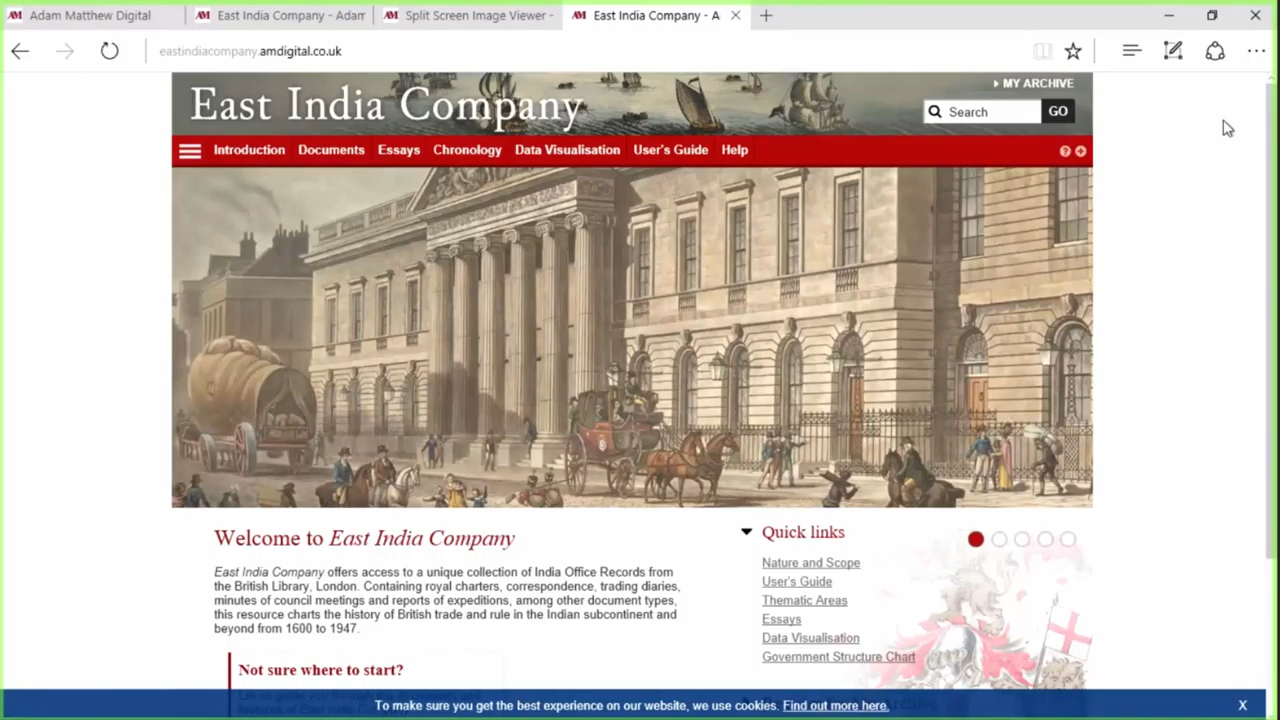 AM Adam Matthew Digital
AM East India Company - Adam
AM Split Screen Image Viewer -
AM East India Company - A
eastindiacompany.amdigital.co.uk
East India Company
MY ARCHIVE
Search GO
Introduction Documents Essays Chronology Data Visualisation User's Guide Help
Welcome to East India Company
East India Company offers access to a unique collection of India Office Records from
the British Library, London. Containing royal charters, correspondence, trading diaries,
minutes of council meetings and reports of expeditions, among other document types,
this resource charts the history of British trade and rule in the Indian subcontinent and
beyond from 1600 to 1947.
Not sure where to start?
Quick links
Nature and Scope
User's Guide
Thematic Areas
Essays
Data Visualisation
Government Structure Chart
To make sure you get the best experience on our website, we use cookies. Find out more here. X